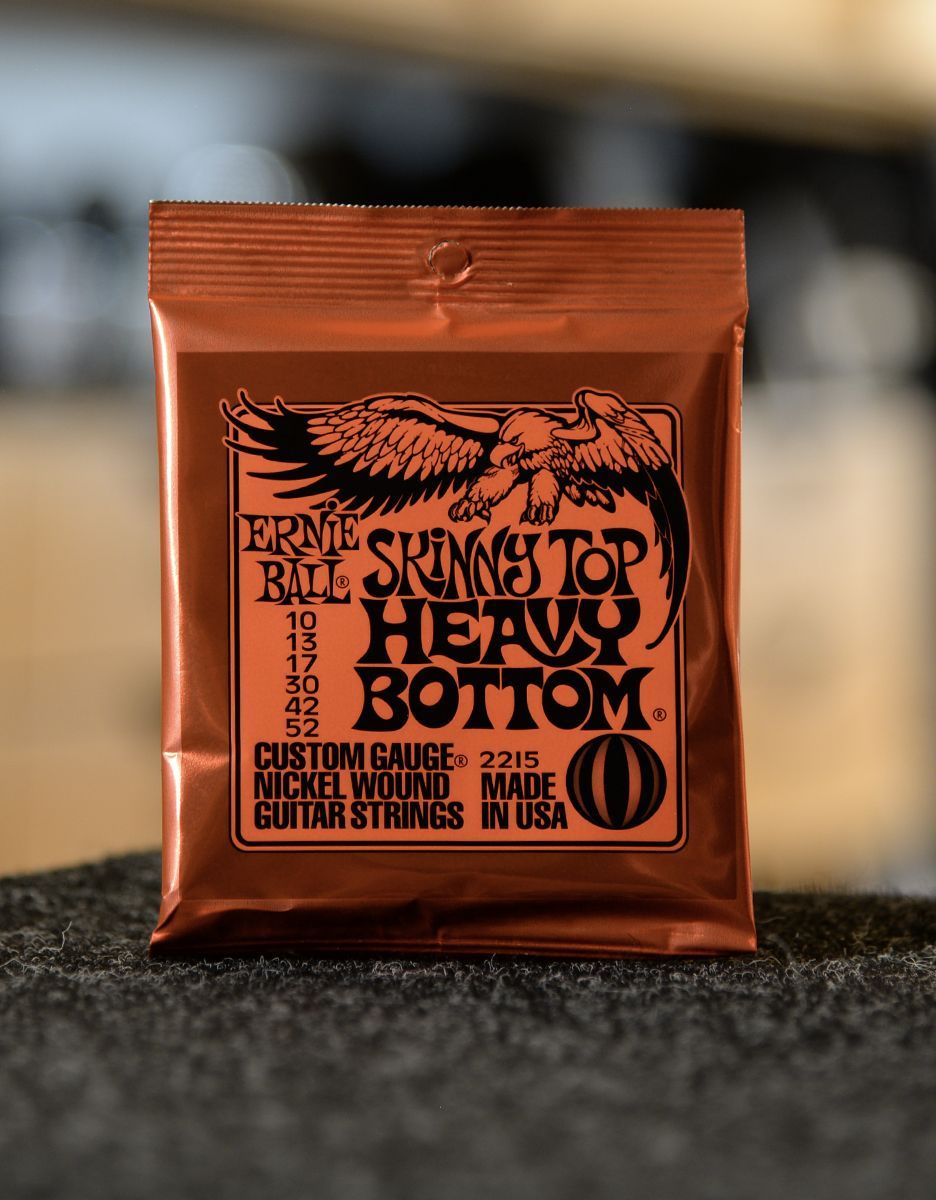 ERNIE
BALL®
SKINNY TOP
HEAVY
BOTTOM®
10
13
17
30
42
52
CUSTOM GAUGE®
NICKEL WOUND
GUITAR STRINGS
2215
MADE
IN USA